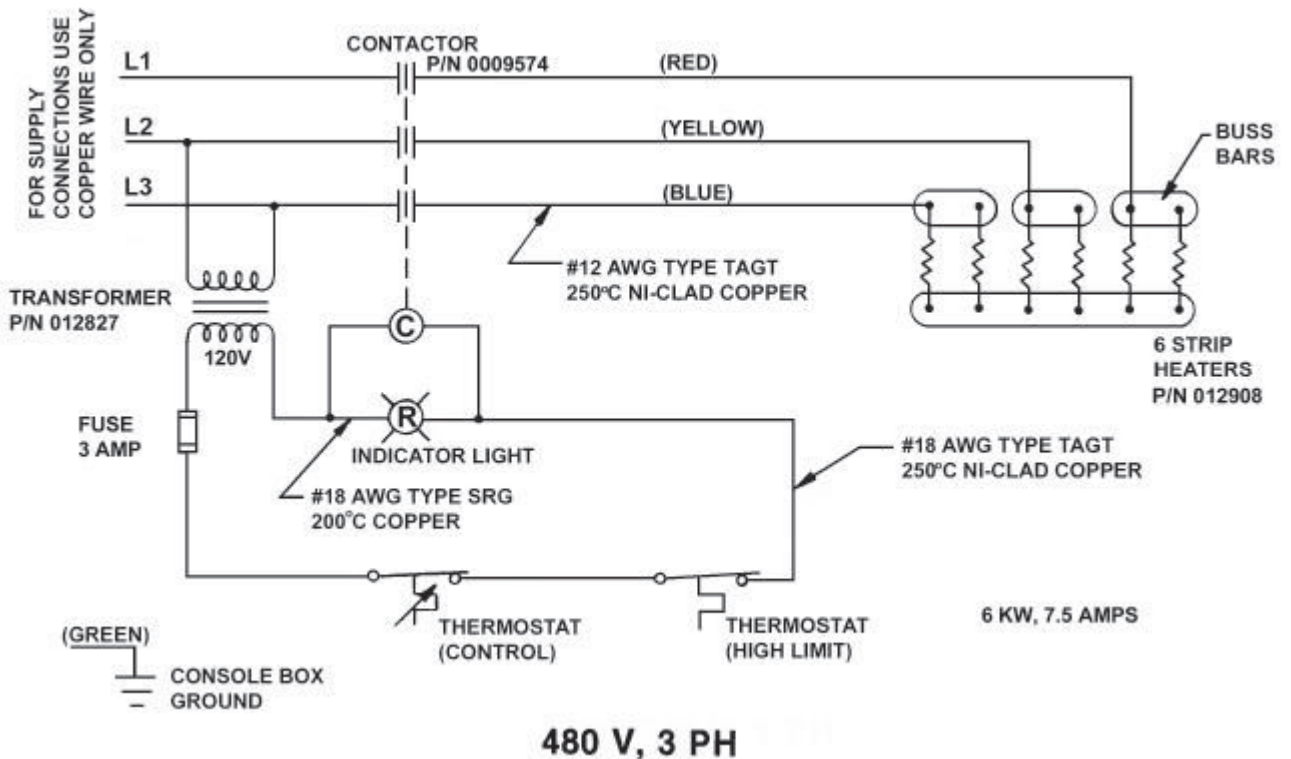 FOR SUPPLY
CONNECTIONS USE
COPPER WIRE ONLY
CONTACTOR
P/N 0009574
L1
(RED)
L2
(YELLOW)
BUSS
BARS
L3
(BLUE)
#12 AWG TYPE TAGT
250°C NI-CLAD COPPER
TRANSFORMER
P/N 012827
120V
C
6 STRIP
HEATERS
P/N 012908
FUSE
3 AMP
R
INDICATOR LIGHT
#18 AWG TYPE TAGT
250°C NI-CLAD COPPER
#18 AWG TYPE SRG
200°C COPPER
THERMOSTAT
(CONTROL)
THERMOSTAT
(HIGH LIMIT)
6 KW, 7.5 AMPS
(GREEN)
CONSOLE BOX
GROUND
480 V, 3 PH